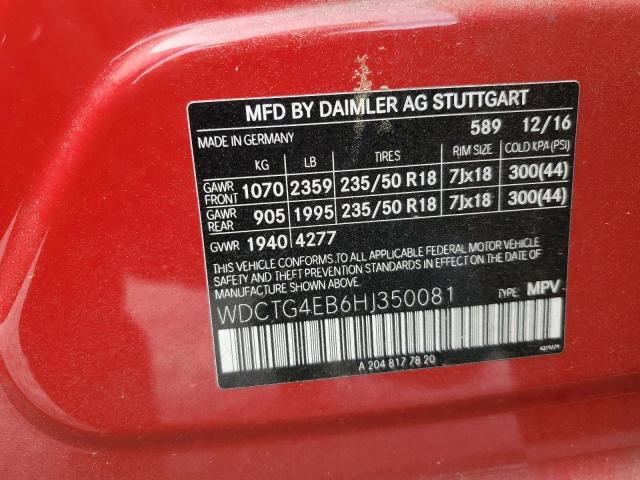 MFD BY DAIMLER AG STUTTGART
MADE IN GERMANY 589 12/16
KG LB TIRES RIM SIZE COLD KPA (PSI)
GAWR FRONT 1070 2359 235/50 R18 7Jx18 300(44)
GAWR REAR 905 1995 235/50 R18 7Jx18 300(44)
GVWR 1940 4277
THIS VEHICLE CONFORMS TO ALL APPLICABLE FEDERAL MOTOR VEHICLE
SAFETY AND THEFT PREVENTION STANDARDS IN EFFECT ON THE DATE OF
MANUFACTURE SHOWN ABOVE.
WDCTG4EB6HJ350081 TYPE: MPV
A 204 817 78 20